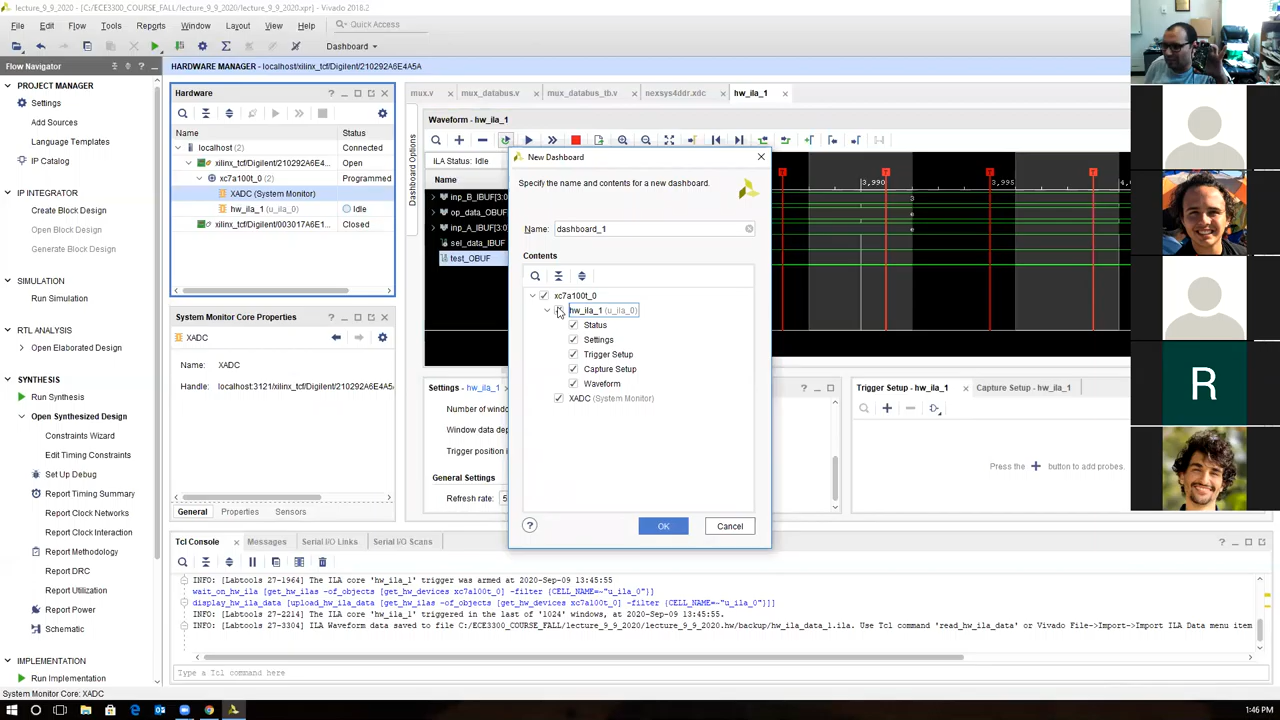 lecture_9_9_2020 - [C:/ECE3300_COURSE_FALL/lecture_9_9_2020/lecture_9_9_2020.xpr] - Vivado 2018.2
File Edit Flow Tools Reports Window Layout View Help Quick Access
Dashboard
Flow Navigator
HARDWARE MANAGER - localhost/xilinx_tcf/Digilent/210292A6E4A5A
PROJECT MANAGER
Settings
Add Sources
Language Templates
IP Catalog
IP INTEGRATOR
Create Block Design
Open Block Design
Generate Block Design
SIMULATION
Run Simulation
RTL ANALYSIS
Open Elaborated Design
SYNTHESIS
Run Synthesis
Open Synthesized Design
Constraints Wizard
Edit Timing Constraints
Set Up Debug
Report Timing Summary
Report Clock Networks
Report Clock Interaction
Report Methodology
Report DRC
Report Utilization
Report Power
Schematic
IMPLEMENTATION
Run Implementation
Hardware
Name Status
localhost (2) Connected
xilinx_tcf/Digilent/210292A6E4... Open
xc7a100t_0 (2) Programmed
XADC (System Monitor)
hw_ila_1 (u_ila_0) Idle
xilinx_tcf/Digilent/003017A6E1... Closed
System Monitor Core Properties
XADC
Name: XADC
Handle: localhost:3121/xilinx_tcf/Digilent/210292A6E4A5
General Properties Sensors
mux.v mux_databus.v mux_databus_tb.v nexsys4ddr.xdc hw_ila_1
Dashboard Options
Waveform - hw_ila_1
ILA Status: Idle
Name
inp_B_IBUF[3:0
op_data_OBUF[
inp_A_IBUF[3:0
sel_data_IBUF
test_OBUF
3,990 3,995
3
Settings - hw_ila_1
Number of window
Window data dep
Trigger position i
General Settings
Refresh rate: 5
Trigger Setup - hw_ila_1 Capture Setup - hw_ila_1
Press the + button to add probes.
New Dashboard
Specify the name and contents for a new dashboard.
Name: dashboard_1
Contents
xc7a100t_0
hw_ila_1 (u_ila_0)
Status
Settings
Trigger Setup
Capture Setup
Waveform
XADC (System Monitor)
? OK Cancel
R
Tcl Console Messages Serial I/O Links Serial I/O Scans
INFO: [Labtools 27-1964] The ILA core 'hw_ila_1' trigger was armed at 2020-Sep-09 13:45:55
wait_on_hw_ila [get_hw_ilas -of_objects [get_hw_devices xc7a100t_0] -filter {CELL_NAME=~"u_ila_0"}]
display_hw_ila_data [upload_hw_ila_data [get_hw_ilas -of_objects [get_hw_devices xc7a100t_0] -filter {CELL_NAME=~"u_ila_0"}]]
INFO: [Labtools 27-2214] The ILA core 'hw_ila_1' triggered in the last of '1024' windows, at 2020-Sep-09 13:45:55.
INFO: [Labtools 27-3304] ILA Waveform data saved to file C:/ECE3300_COURSE_FALL/lecture_9_9_2020/lecture_9_9_2020.hw/backup/hw_ila_data_1.ila. Use Tcl command 'read_hw_ila_data' or Vivado File->Import->Import ILA Data menu item
Type a Tcl command here
System Monitor Core: XADC
1:46 PM